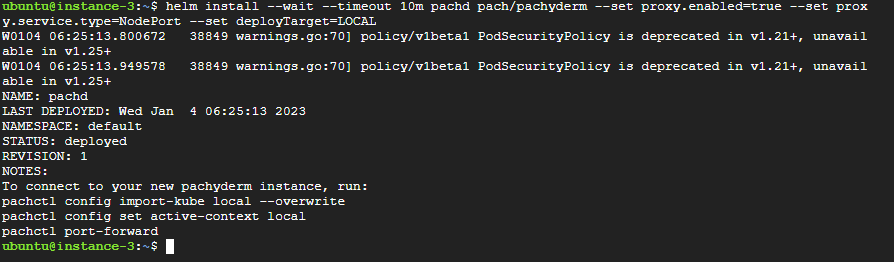 ubuntu@instance-3:~$ helm install --wait --timeout 10m pachd pach/pachyderm --set proxy.enabled=true --set prox
y.service.type=NodePort --set deployTarget=LOCAL
W0104 06:25:13.800672   38849 warnings.go:70] policy/v1beta1 PodSecurityPolicy is deprecated in v1.21+, unavail
able in v1.25+
W0104 06:25:13.949578   38849 warnings.go:70] policy/v1beta1 PodSecurityPolicy is deprecated in v1.21+, unavail
able in v1.25+
NAME: pachd
LAST DEPLOYED: Wed Jan  4 06:25:13 2023
NAMESPACE: default
STATUS: deployed
REVISION: 1
NOTES:
To connect to your new pachyderm instance, run:
pachctl config import-kube local --overwrite
pachctl config set active-context local
pachctl port-forward
ubuntu@instance-3:~$